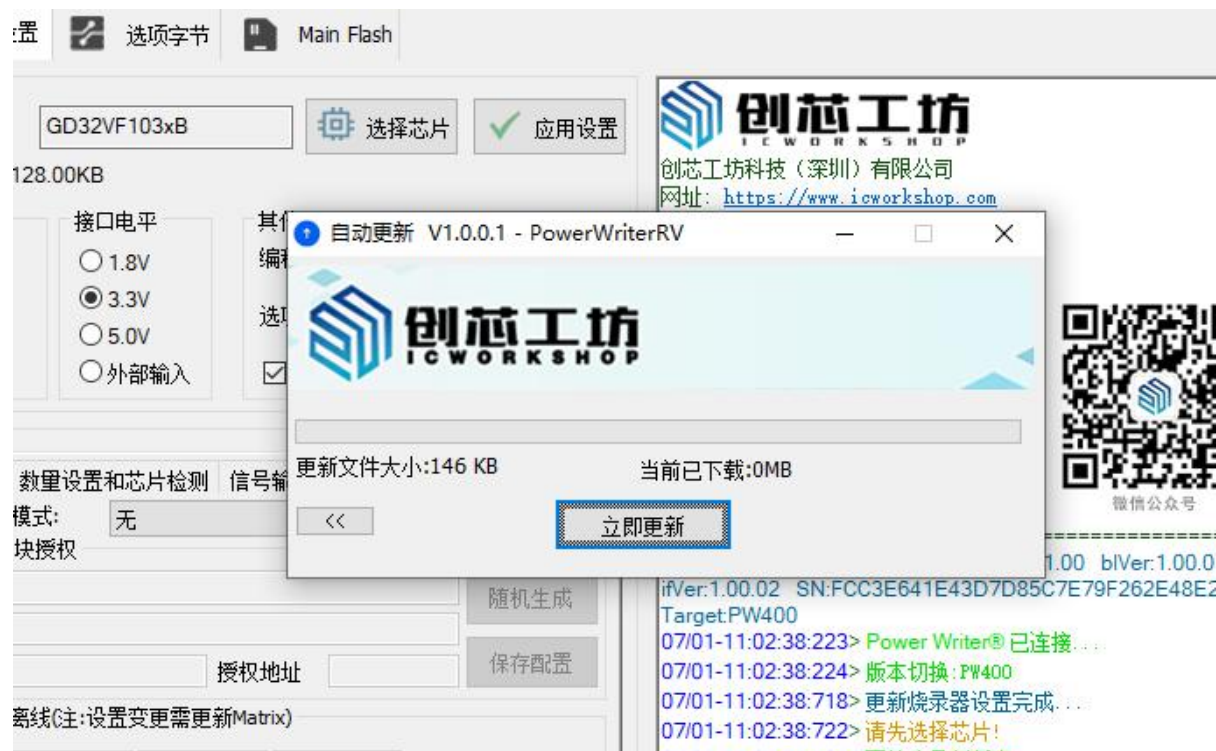 选项字节
Main Flash
GD32VF103xB
选择芯片
应用设置
128.00KB
接口电平
1.8V
3.3V
5.0V
外部输入
数量设置和芯片检测
模式:
无
块授权
随机生成
授权地址
保存配置
离线(注:设置变更需更新Matrix)
创芯工坊
ICWORKSHOP
创芯工坊科技（深圳）有限公司
网址: https://www.icworkshop.com
自动更新 V1.0.0.1 - PowerWriterRV
创芯工坊
ICWORKSHOP
更新文件大小:146 KB
当前已下载:0MB
<<
立即更新
微信公众号
1.00 blVer:1.00.0
ifVer:1.00.02 SN:FCC3E641E43D7D85C7E79F262E48E2
Target:PW400
07/01-11:02:38:223> Power Writer® 已连接....
07/01-11:02:38:224> 版本切换:PW400
07/01-11:02:38:718> 更新烧录器设置完成...
07/01-11:02:38:722> 请先选择芯片!